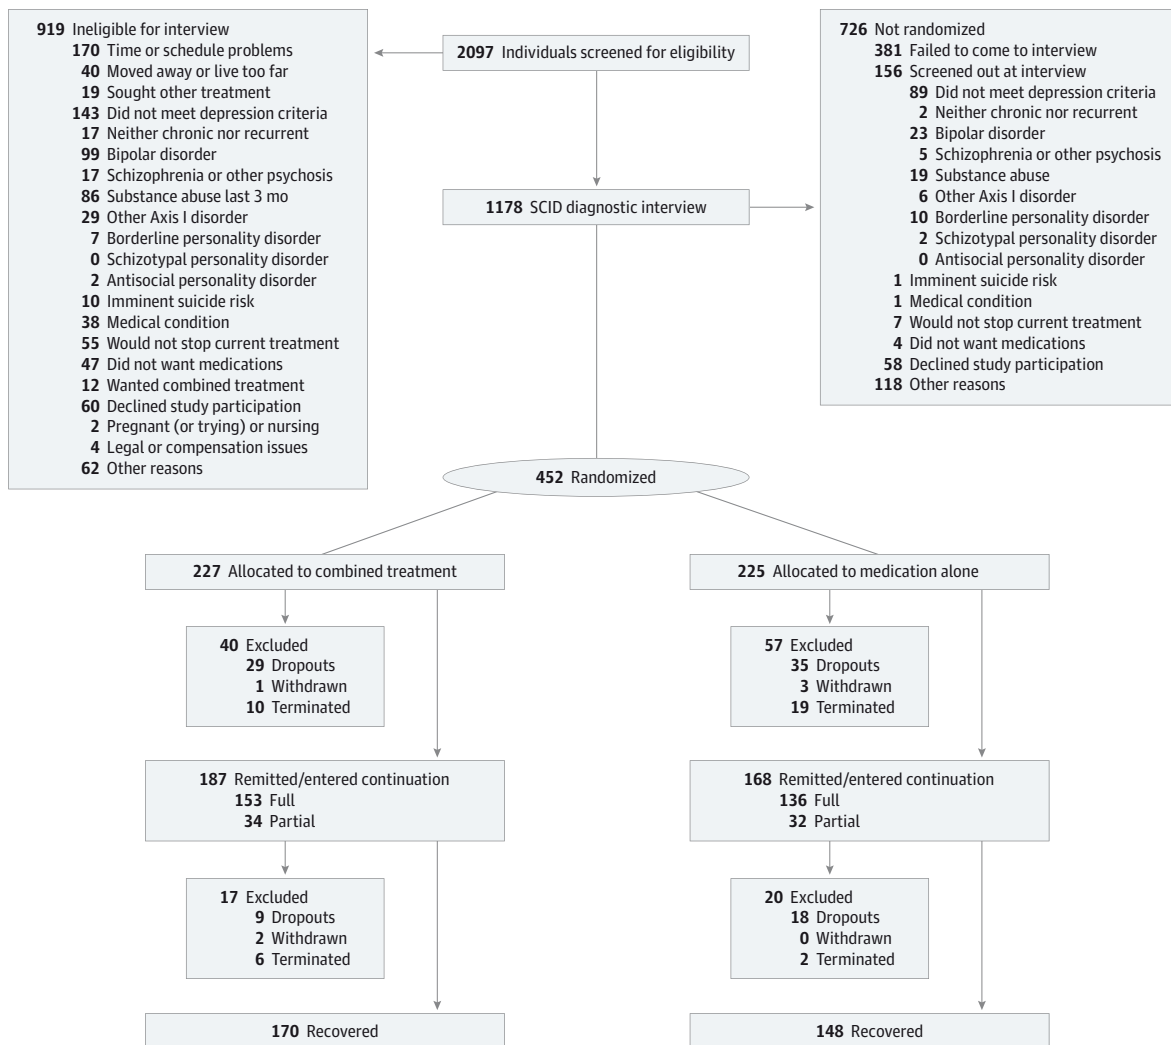 919 Ineligible for interview
170 Time or schedule problems
40 Moved away or live too far
19 Sought other treatment
143 Did not meet depression criteria
17 Neither chronic nor recurrent
99 Bipolar disorder
17 Schizophrenia or other psychosis
86 Substance abuse last 3 mo
29 Other Axis I disorder
7 Borderline personality disorder
0 Schizotypal personality disorder
2 Antisocial personality disorder
10 Imminent suicide risk
38 Medical condition
55 Would not stop current treatment
47 Did not want medications
12 Wanted combined treatment
60 Declined study participation
2 Pregnant (or trying) or nursing
4 Legal or compensation issues
62 Other reasons
2097 Individuals screened for eligibility
726 Not randomized
381 Failed to come to interview
156 Screened out at interview
89 Did not meet depression criteria
2 Neither chronic nor recurrent
23 Bipolar disorder
5 Schizophrenia or other psychosis
19 Substance abuse
6 Other Axis I disorder
10 Borderline personality disorder
2 Schizotypal personality disorder
0 Antisocial personality disorder
1 Imminent suicide risk
1 Medical condition
7 Would not stop current treatment
4 Did not want medications
58 Declined study participation
118 Other reasons
1178 SCID diagnostic interview
452 Randomized
227 Allocated to combined treatment
225 Allocated to medication alone
40 Excluded
29 Dropouts
1 Withdrawn
10 Terminated
57 Excluded
35 Dropouts
3 Withdrawn
19 Terminated
187 Remitted/entered continuation
153 Full
34 Partial
168 Remitted/entered continuation
136 Full
32 Partial
17 Excluded
9 Dropouts
2 Withdrawn
6 Terminated
20 Excluded
18 Dropouts
0 Withdrawn
2 Terminated
170 Recovered
148 Recovered